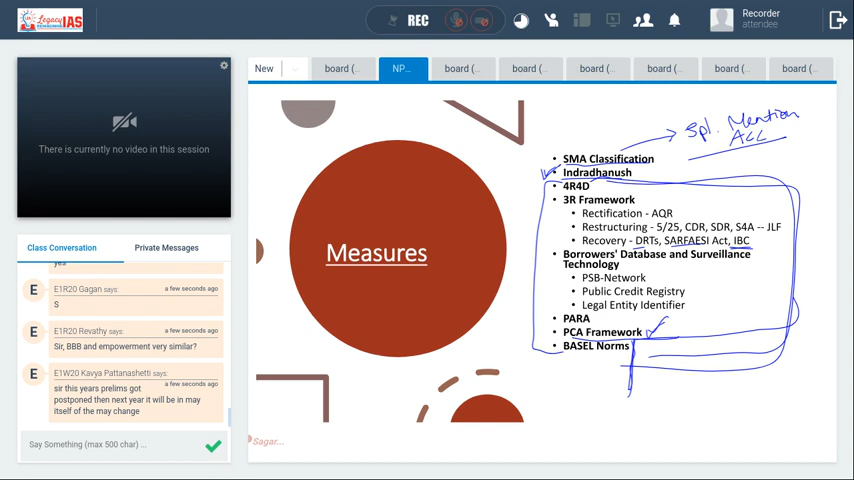 Legacy
IAS
REC
Recorder
attendee
New
board (..
NP...
board (..
board (..
board (..
board (..
board (..
board (..
There is currently no video in this session
Class Conversation
Private Messages
yes
E E1R20 Gagan says: a few seconds ago
S
E E1R20 Revathy says: a few seconds ago
Sir, BBB and empowerment very similar?
E E1W20 Kavya Pattanashetti says:
a few seconds ago
sir this years prelims got
postponed then next year it will be in may
itself of the may change
Say Something (max 500 char) ...
Measures
Spl. Mention
ACC
• SMA Classification
• Indradhanush
• 4R4D
• 3R Framework
• Rectification - AQR
• Restructuring - 5/25, CDR, SDR, S4A -- JLF
• Recovery - DRTs, SARFAESI Act, IBC
• Borrowers' Database and Surveillance
Technology
• PSB-Network
• Public Credit Registry
• Legal Entity Identifier
• PARA
• PCA Framework
• BASEL Norms
Sagar...